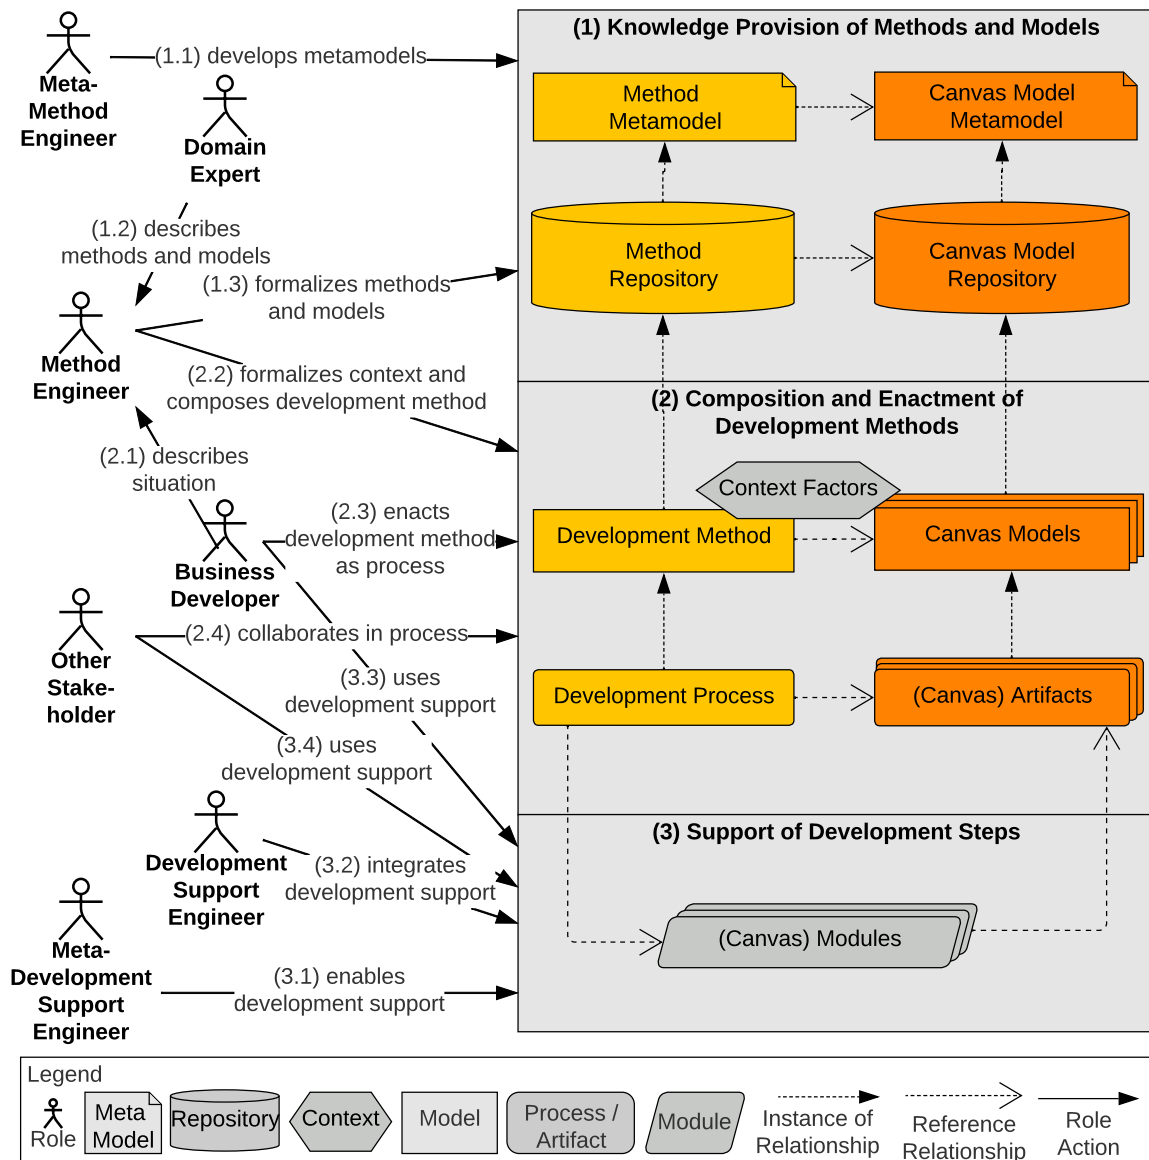 (1) Knowledge Provision of Methods and Models
(1.1) develops metamodels
Meta-
Method
Engineer
Domain
Expert
Method
Metamodel
Canvas Model
Metamodel
(1.2) describes
methods and models
(1.3) formalizes methods
and models
Method
Repository
Canvas Model
Repository
Method
Engineer
(2.2) formalizes context and
composes development method
(2) Composition and Enactment of
Development Methods
(2.1) describes
situation
Context Factors
(2.3) enacts
development method
as process
Development Method
Canvas Models
Business
Developer
(2.4) collaborates in process
Other
Stake-
holder
(3.3) uses
development support
Development Process
(Canvas) Artifacts
(3.4) uses
development support
(3) Support of Development Steps
Development
Support
Engineer
(3.2) integrates
development support
(Canvas) Modules
Meta-
Development
Support
Engineer
(3.1) enables
development support
Legend
Role
Meta
Model
Repository
Context
Model
Process /
Artifact
Module
Instance of
Relationship
Reference
Relationship
Role
Action